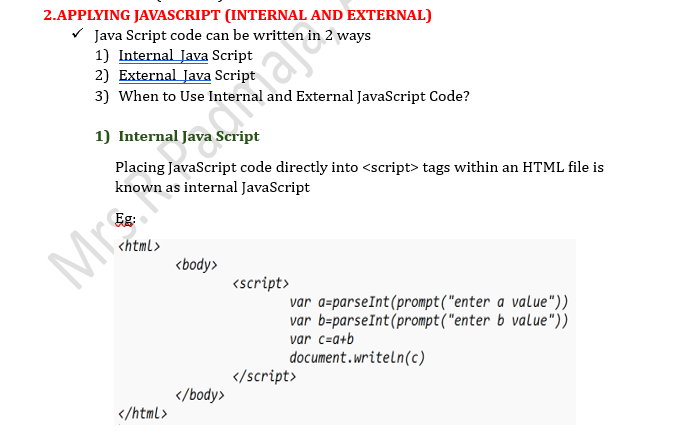 2.APPLYING JAVASCRIPT (INTERNAL AND EXTERNAL)
✓ Java Script code can be written in 2 ways
1) Internal Java Script
2) External Java Script
3) When to Use Internal and External JavaScript Code?
1) Internal Java Script
Placing JavaScript code directly into <script> tags within an HTML file is
known as internal JavaScript
Eg:
<html>
<body>
<script>
var a=parseInt(prompt("enter a value"))
var b=parseInt(prompt("enter b value"))
var c=a+b
document.writeln(c)
</script>
</body>
</html>
Mrs.R.Padmaja,